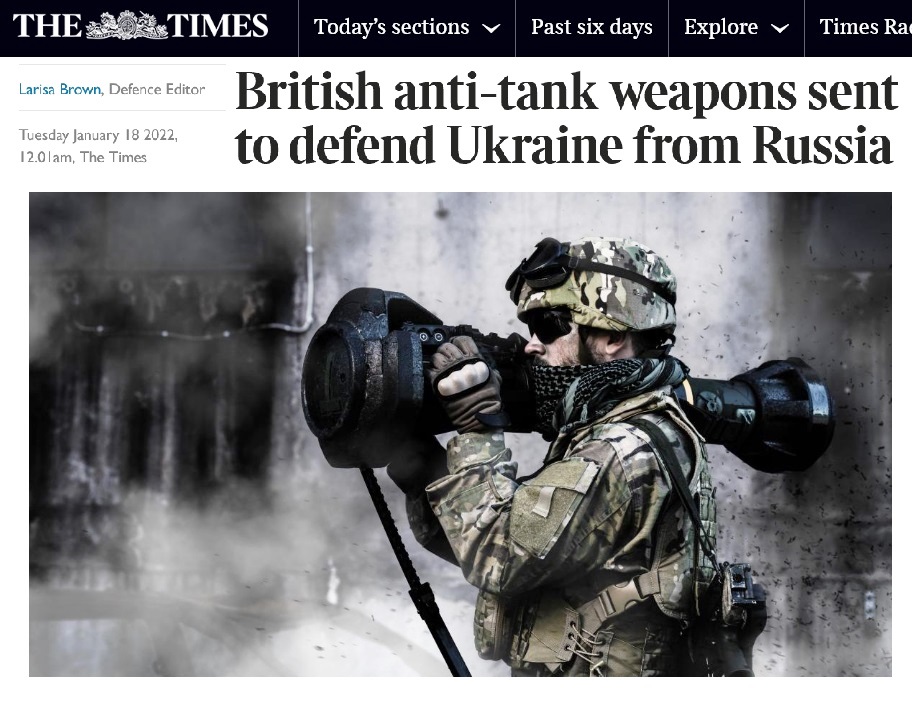 THE TIMES
Today's sections
Past six days
Explore
Times Rad
Larisa Brown, Defence Editor
British anti-tank weapons sent
to defend Ukraine from Russia
Tuesday January 18 2022,
12.01am, The Times